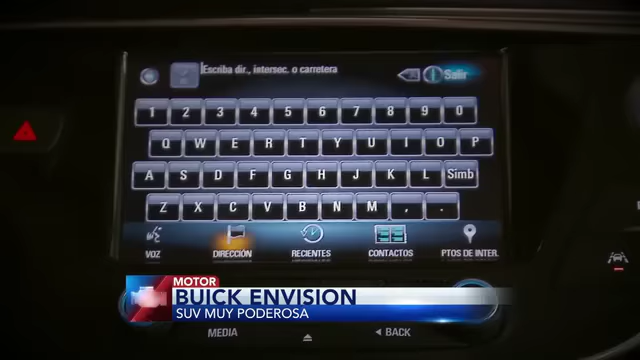 Escriba dir., intersec. o carretera
Salir
1 2 3 4 5 6 7 8 9 0
Q W E R T Y U I O P
A S D F G H J K L Simb
Z X C V B N M , .
VOZ DIRECCIÓN RECIENTES CONTACTOS PTOS DE INTER.
MOTOR
BUICK ENVISION
SUV MUY PODEROSA
MEDIA BACK